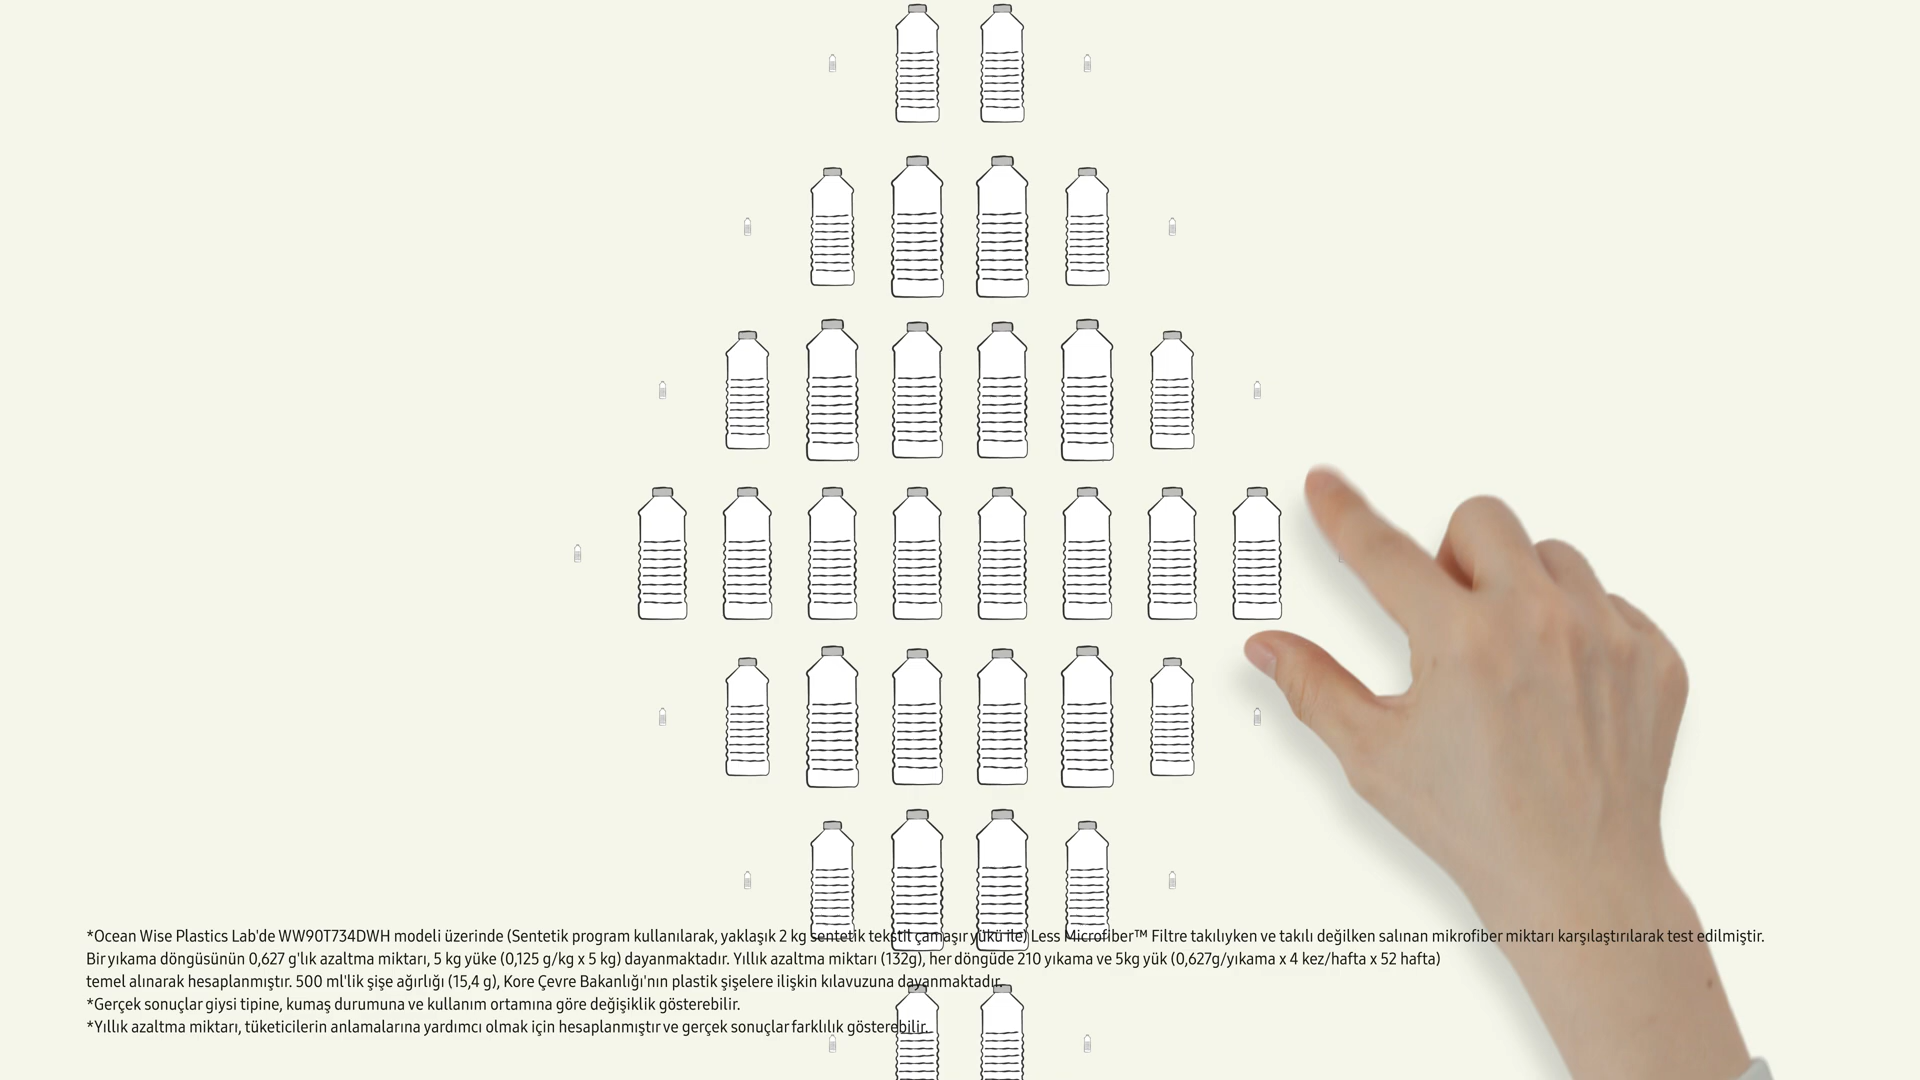 *Ocean Wise Plastics Lab'de WW90T734DWH modeli üzerinde (Sentetik program kullanılarak, yaklaşık 2 kg sentetik tekstil çamaşır yükü ile) Less Microfiber™ Filtre takılıyken ve takılı değilken salınan mikrofiber miktarı karşılaştırılarak test edilmiştir.
Bir yıkama döngüsünün 0,627 g'lık azaltma miktarı, 5 kg yüke (0,125 g/kg x 5 kg) dayanmaktadır. Yıllık azaltma miktarı (132g), her döngüde 210 yıkama ve 5kg yük (0,627g/yıkama x 4 kez/hafta x 52 hafta)
temel alınarak hesaplanmıştır. 500 ml'lik şişe ağırlığı (15,4 g), Kore Çevre Bakanlığı'nın plastik şişelere ilişkin kılavuzuna dayanmaktadır.
*Gerçek sonuçlar giysi tipine, kumaş durumuna ve kullanım ortamına göre değişiklik gösterebilir.
*Yıllık azaltma miktarı, tüketicilerin anlamalarına yardımcı olmak için hesaplanmıştır ve gerçek sonuçlar farklılık gösterebilir.